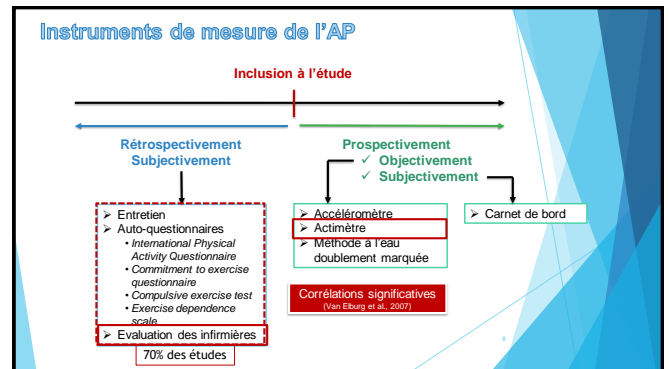 Instruments de mesure de l'AP
Inclusion à l'étude
Rétrospectivement
Subjectivement
Prospectivement
✓ Objectivement
✓ Subjectivement
➢ Entretien
➢ Auto-questionnaires
• International Physical
Activity Questionnaire
• Commitment to exercise
questionnaire
• Compulsive exercise test
• Exercise dependence
scale
➢ Evaluation des infirmières
70% des études
➢ Accéléromètre
➢ Actimètre
➢ Méthode à l'eau
doublement marquée
Corrélations significatives
(Van Elburg et al., 2007)
➢ Carnet de bord
8